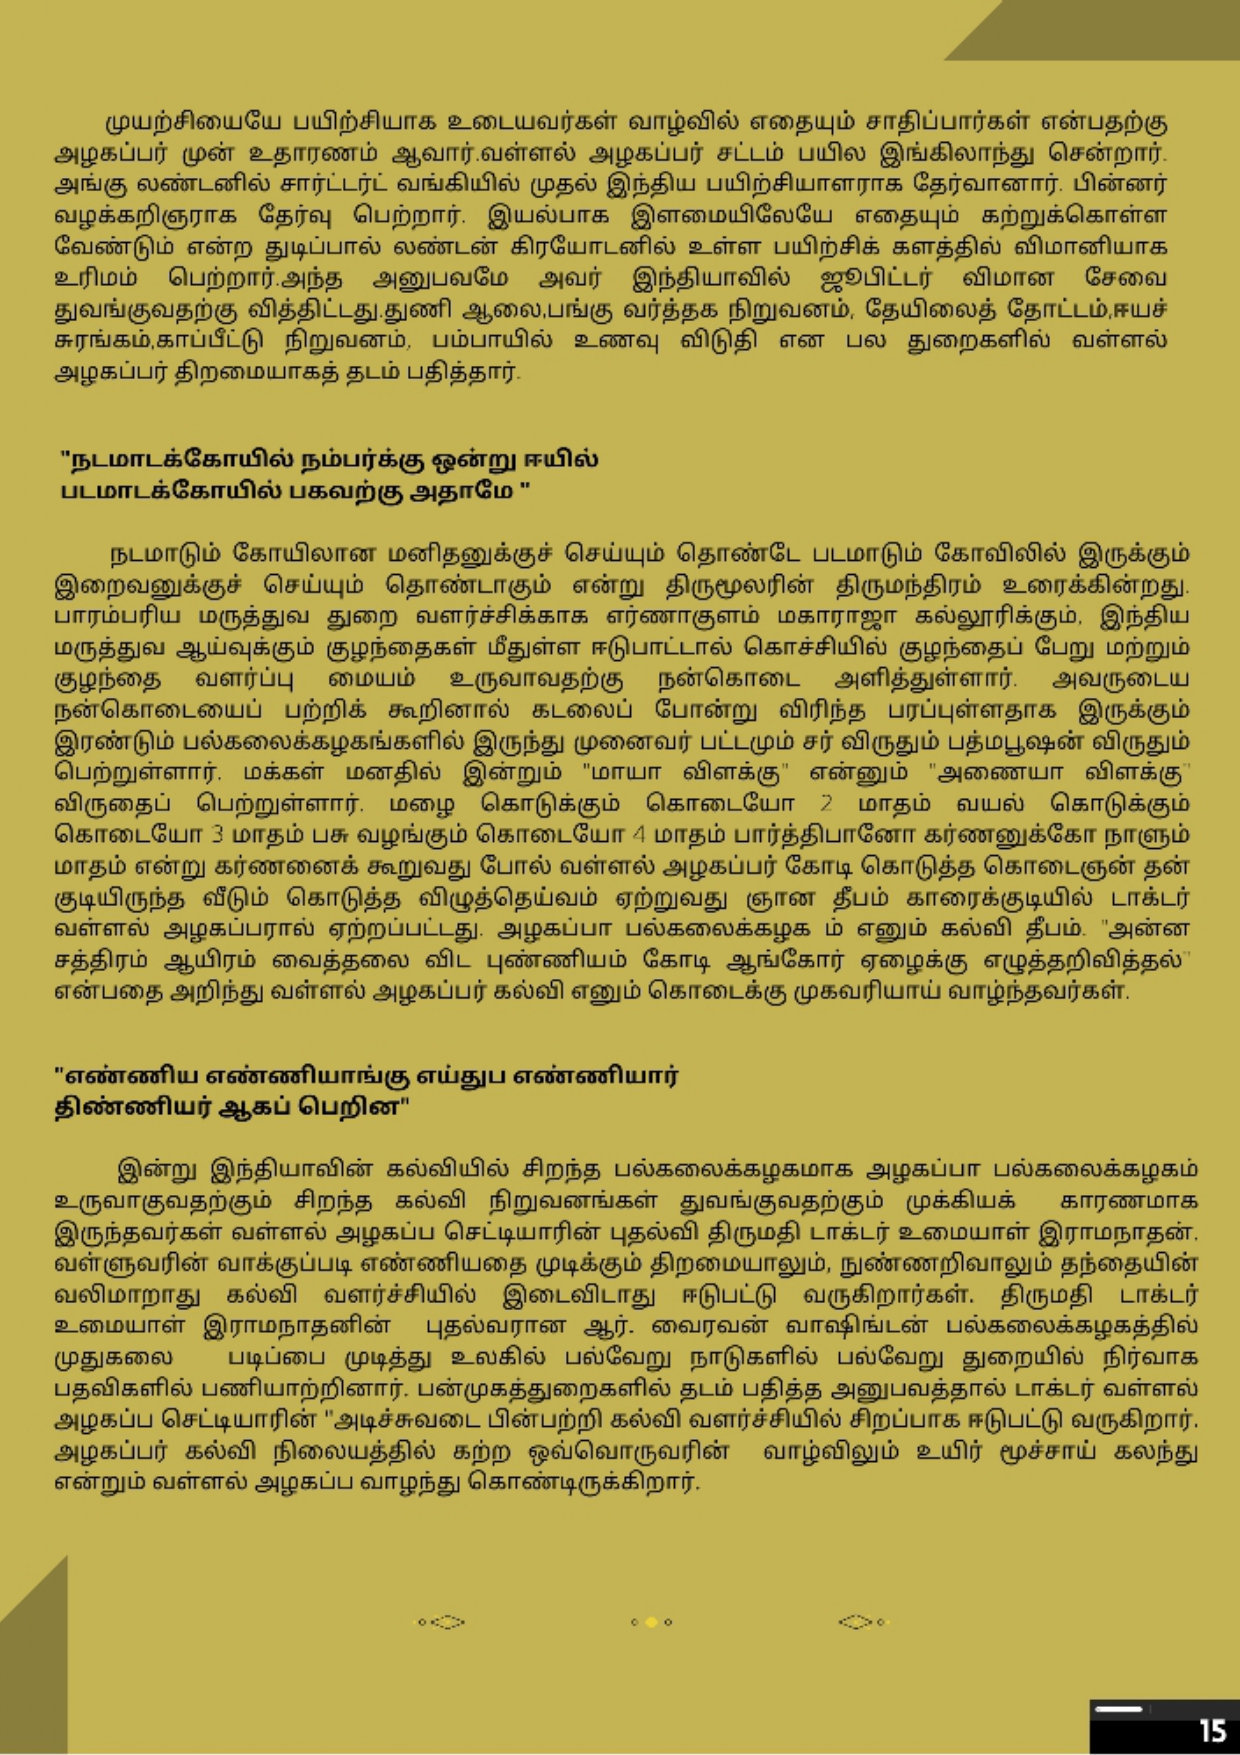 முயற்சியையே பயிற்சியாக உடையவர்கள் வாழ்வில் எதையும் சாதிப்பார்கள் என்பதற்கு
அழகப்பர் முன் உதாரணம் ஆவார்.வள்ளல் அழகப்பர் சட்டம் பயில இங்கிலாந்து சென்றார்.
அங்கு லண்டனில் சார்ட்டர்ட் வங்கியில் முதல் இந்திய பயிற்சியாளராக தேர்வானார். பின்னர்
வழக்கறிஞராக தேர்வு பெற்றார். இயல்பாக இளமையிலேயே எதையும் கற்றுக்கொள்ள
வேண்டும் என்ற துடிப்பால் லண்டன் கிரயோடனில் உள்ள பயிற்சிக் களத்தில் விமானியாக
உரிமம் பெற்றார்.அந்த அனுபவமே அவர் இந்தியாவில் ஜூபிட்டர் விமான சேவை
துவங்குவதற்கு வித்திட்டது.துணி ஆலை,பங்கு வர்த்தக நிறுவனம், தேயிலைத் தோட்டம்,ஈயச்
சுரங்கம்,காப்பீட்டு நிறுவனம், பம்பாயில் உணவு விடுதி என பல துறைகளில் வள்ளல்
அழகப்பர் திறமையாகத் தடம் பதித்தார்.
"நடமாடக்கோயில் நம்பர்க்கு ஒன்று ஈயில்
படமாடக்கோயில் பகவற்கு அதாமே "
நடமாடும் கோயிலான மனிதனுக்குச் செய்யும் தொண்டே படமாடும் கோவிலில் இருக்கும்
இறைவனுக்குச் செய்யும் தொண்டாகும் என்று திருமூலரின் திருமந்திரம் உரைக்கின்றது.
பாரம்பரிய மருத்துவ துறை வளர்ச்சிக்காக எர்ணாகுளம் மகாராஜா கல்லூரிக்கும், இந்திய
மருத்துவ ஆய்வுக்கும் குழந்தைகள் மீதுள்ள ஈடுபாட்டால் கொச்சியில் குழந்தைப் பேறு மற்றும்
குழந்தை வளர்ப்பு மையம் உருவாவதற்கு நன்கொடை அளித்துள்ளார். அவருடைய
நன்கொடையைப் பற்றிக் கூறினால் கடலைப் போன்று விரிந்த பரப்புள்ளதாக இருக்கும்
இரண்டும் பல்கலைக்கழகங்களில் இருந்து முனைவர் பட்டமும் சர் விருதும் பத்மபூஷன் விருதும்
பெற்றுள்ளார். மக்கள் மனதில் இன்றும் "மாயா விளக்கு" என்னும் "அணையா விளக்கு"
விருதைப் பெற்றுள்ளார். மழை கொடுக்கும் கொடையோ 2 மாதம் வயல் கொடுக்கும்
கொடையோ 3 மாதம் பசு வழங்கும் கொடையோ 4 மாதம் பார்த்திபானோ கர்ணனுக்கோ நாளும்
மாதம் என்று கர்ணனைக் கூறுவது போல் வள்ளல் அழகப்பர் கோடி கொடுத்த கொடைஞன் தன்
குடியிருந்த வீடும் கொடுத்த விழுத்தெய்வம் ஏற்றுவது ஞான தீபம் காரைக்குடியில் டாக்டர்
வள்ளல் அழகப்பரால் ஏற்றப்பட்டது. அழகப்பா பல்கலைக்கழக ம் எனும் கல்வி தீபம். "அன்ன
சத்திரம் ஆயிரம் வைத்தலை விட புண்ணியம் கோடி ஆங்கோர் ஏழைக்கு எழுத்தறிவித்தல்"
என்பதை அறிந்து வள்ளல் அழகப்பர் கல்வி எனும் கொடைக்கு முகவரியாய் வாழ்ந்தவர்கள்.
"எண்ணிய எண்ணியாங்கு எய்துப எண்ணியார்
திண்ணியர் ஆகப் பெறின"
இன்று இந்தியாவின் கல்வியில் சிறந்த பல்கலைக்கழகமாக அழகப்பா பல்கலைக்கழகம்
உருவாகுவதற்கும் சிறந்த கல்வி நிறுவனங்கள் துவங்குவதற்கும் முக்கியக் காரணமாக
இருந்தவர்கள் வள்ளல் அழகப்ப செட்டியாரின் புதல்வி திருமதி டாக்டர் உமையாள் இராமநாதன்.
வள்ளுவரின் வாக்குப்படி எண்ணியதை முடிக்கும் திறமையாலும், நுண்ணறிவாலும் தந்தையின்
வலிமாறாது கல்வி வளர்ச்சியில் இடைவிடாது ஈடுபட்டு வருகிறார்கள். திருமதி டாக்டர்
உமையாள் இராமநாதனின் புதல்வரான ஆர். வைரவன் வாஷிங்டன் பல்கலைக்கழகத்தில்
முதுகலை படிப்பை முடித்து உலகில் பல்வேறு நாடுகளில் பல்வேறு துறையில் நிர்வாக
பதவிகளில் பணியாற்றினார். பன்முகத்துறைகளில் தடம் பதித்த அனுபவத்தால் டாக்டர் வள்ளல்
அழகப்ப செட்டியாரின் "அடிச்சுவடை பின்பற்றி கல்வி வளர்ச்சியில் சிறப்பாக ஈடுபட்டு வருகிறார்.
அழகப்பர் கல்வி நிலையத்தில் கற்ற ஒவ்வொருவரின் வாழ்விலும் உயிர் மூச்சாய் கலந்து
என்றும் வள்ளல் அழகப்ப வாழந்து கொண்டிருக்கிறார்.
15